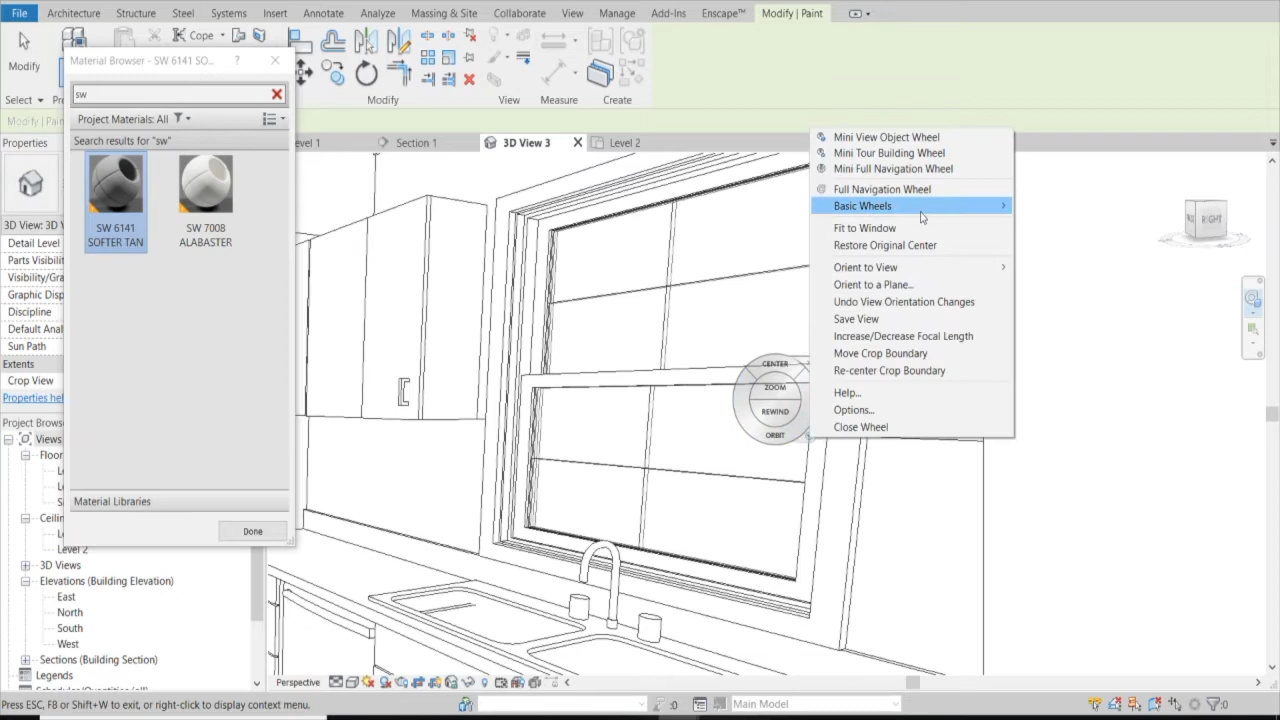 File Architecture Structure Steel Systems Insert Annotate Analyze Massing & Site Collaborate View Manage Add-Ins Enscape™ Modify | Paint
Cope
Modify
Select
Modify View Measure Create
Material Browser - SW 6141 SO... ?
sw
Project Materials: All
Search results for "sw"
SW 6141
SOFTER TAN
SW 7008
ALABASTER
Material Libraries
Done
Modify | Pai
Properties
3D View: 3D V
Detail Level
Parts Visibility
Visibility/Gra
Graphic Disp
Discipline
Default Anal
Sun Path
Extents
Crop View
Properties hel
Project Browse
Views
Floor
Ceilin
Level 2
3D Views
Elevations (Building Elevation)
East
North
South
West
Sections (Building Section)
Legends
evel 1 Section 1 3D View 3 Level 2
CENTER
ZOOM
REWIND
ORBIT
Mini View Object Wheel
Mini Tour Building Wheel
Mini Full Navigation Wheel
Full Navigation Wheel
Basic Wheels
Fit to Window
Restore Original Center
Orient to View
Orient to a Plane...
Undo View Orientation Changes
Save View
Increase/Decrease Focal Length
Move Crop Boundary
Re-center Crop Boundary
Help...
Options...
Close Wheel
RIGHT
Perspective
Press ESC, F8 or Shift+W to exit, or right-click to display context menu. :0 Main Model :0